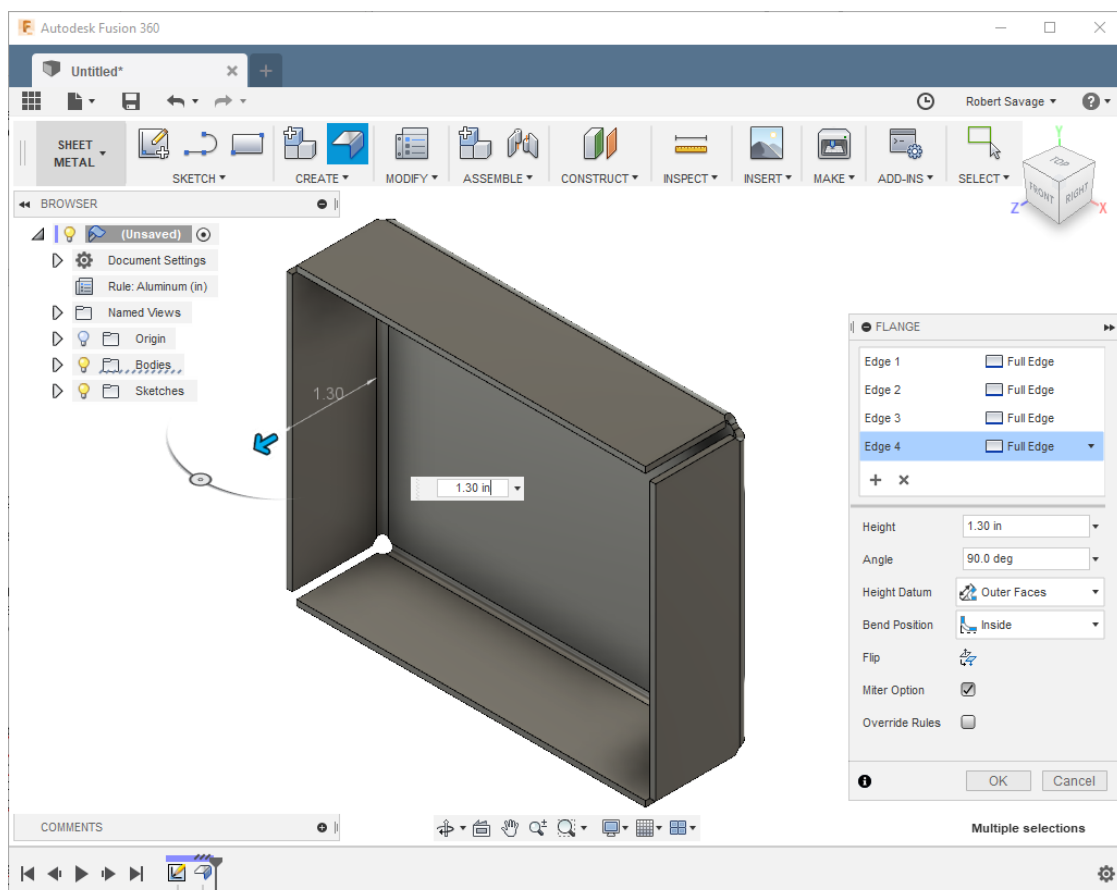 Autodesk Fusion 360
Untitled*
Robert Savage
SHEET METAL
SKETCH
CREATE
MODIFY
ASSEMBLE
CONSTRUCT
INSPECT
INSERT
MAKE
ADD-INS
SELECT
Y
TOP
FRONT
RIGHT
Z
X
BROWSER
(Unsaved)
Document Settings
Rule: Aluminum (in)
Named Views
Origin
Bodies
Sketches
1.30
1.30 in
FLANGE
Edge 1 Full Edge
Edge 2 Full Edge
Edge 3 Full Edge
Edge 4 Full Edge
Height 1.30 in
Angle 90.0 deg
Height Datum Outer Faces
Bend Position Inside
Flip
Miter Option
Override Rules
OK Cancel
COMMENTS
Multiple selections